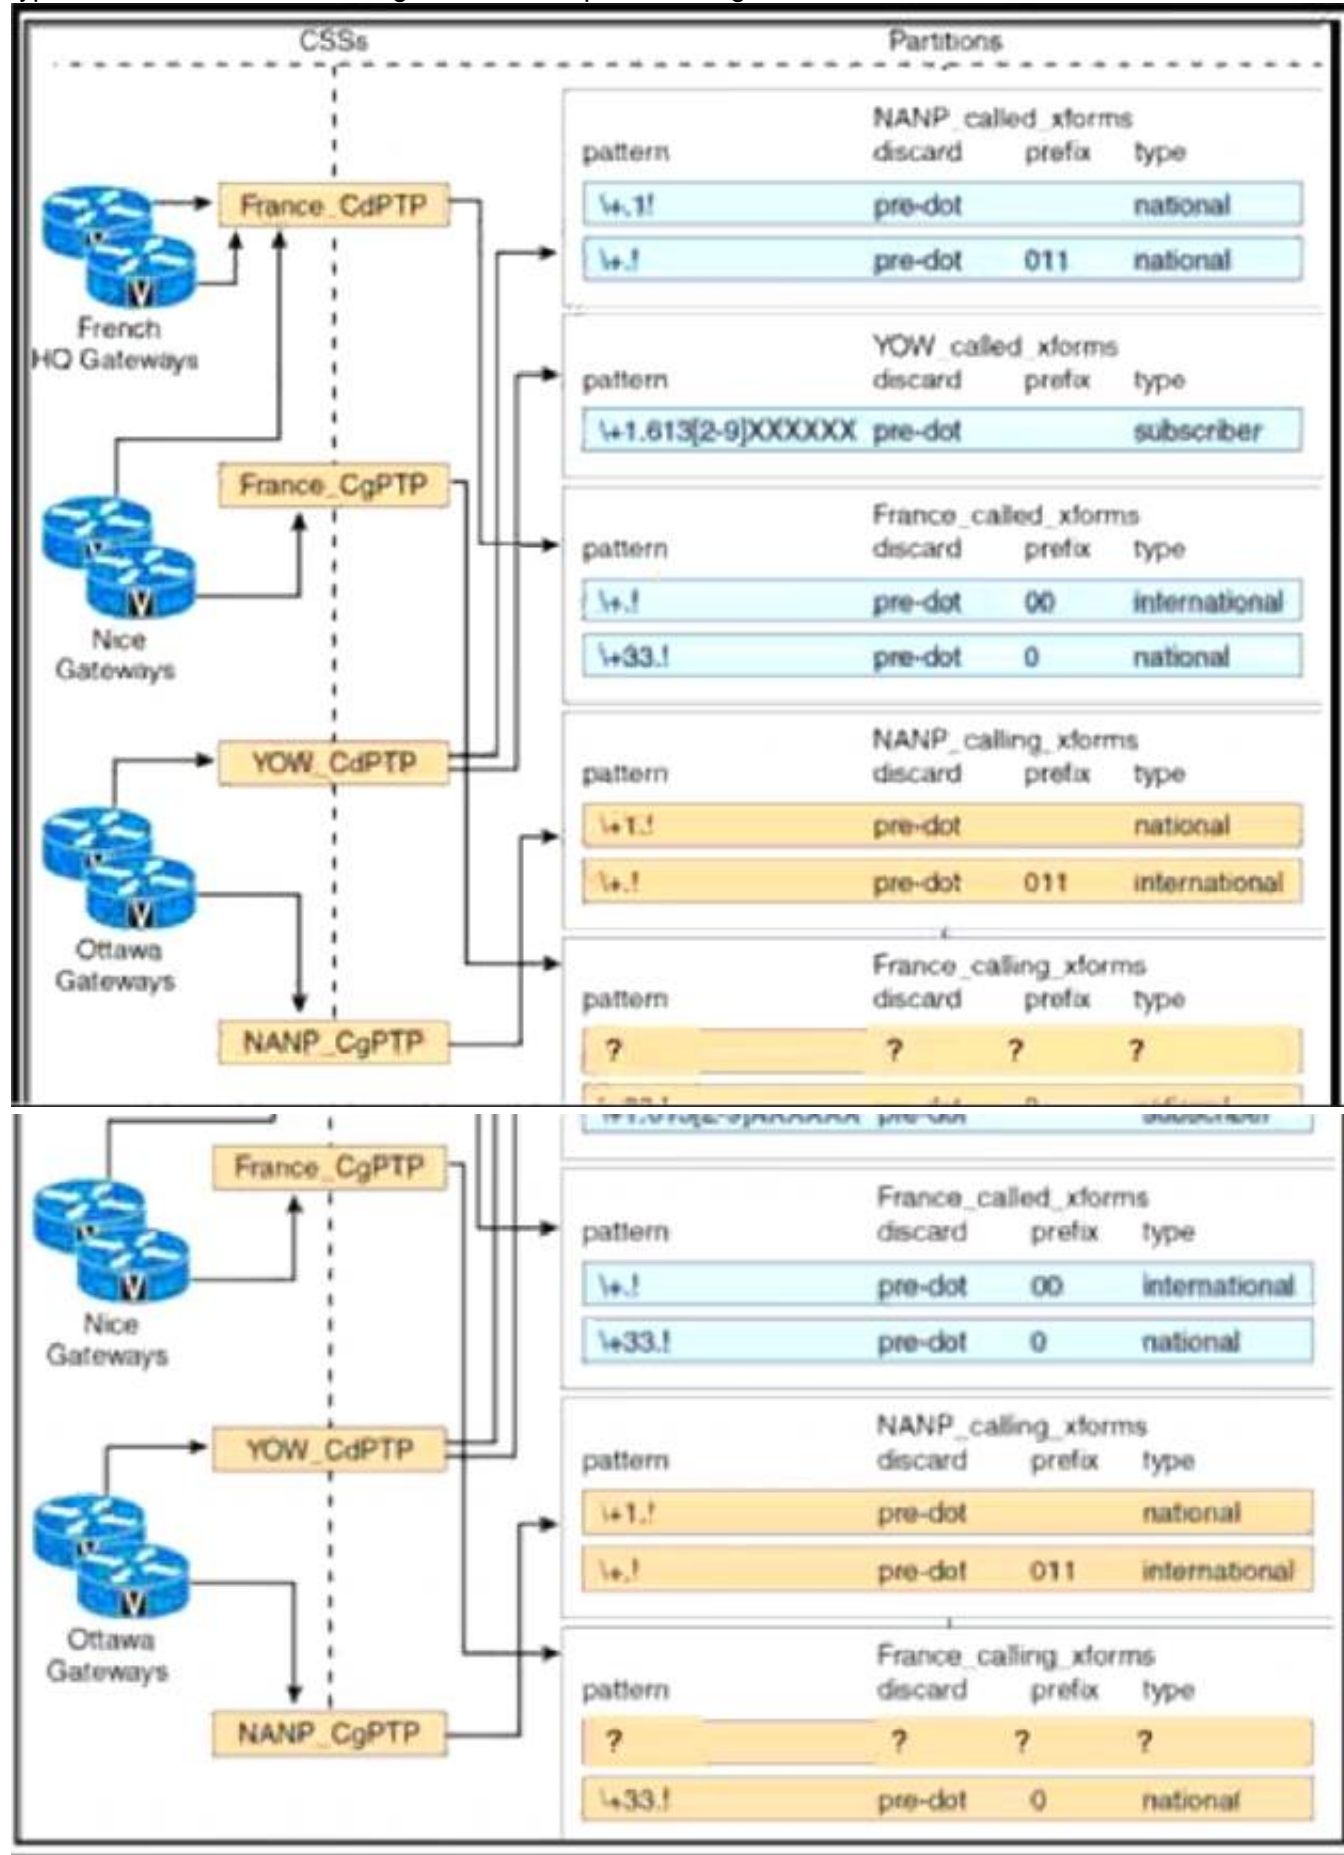 CSSs Partitions
NANP_called_xforms
pattern discard prefix type
\+.1! pre-dot national
\+.! pre-dot 011 national
France_CdPTP
French
HQ Gateways
YOW_called_xforms
pattern discard prefix type
\+1.613[2-9]XXXXXX pre-dot subscriber
France_CgPTP
Nice
Gateways
France_called_xforms
pattern discard prefix type
\+.! pre-dot 00 international
\+33.! pre-dot 0 national
YOW_CdPTP
Ottawa
Gateways
NANP_calling_xforms
pattern discard prefix type
\+1.! pre-dot national
\+.! pre-dot 011 international
NANP_CgPTP
France_calling_xforms
pattern discard prefix type
? ? ? ?
France_CgPTP
Nice
Gateways
France_called_xforms
pattern discard prefix type
\+.! pre-dot 00 international
\+33.! pre-dot 0 national
YOW_CdPTP
Ottawa
Gateways
NANP_calling_xforms
pattern discard prefix type
\+1.! pre-dot national
\+.! pre-dot 011 international
NANP_CgPTP
France_calling_xforms
pattern discard prefix type
? ? ? ?
\+33.! pre-dot 0 national